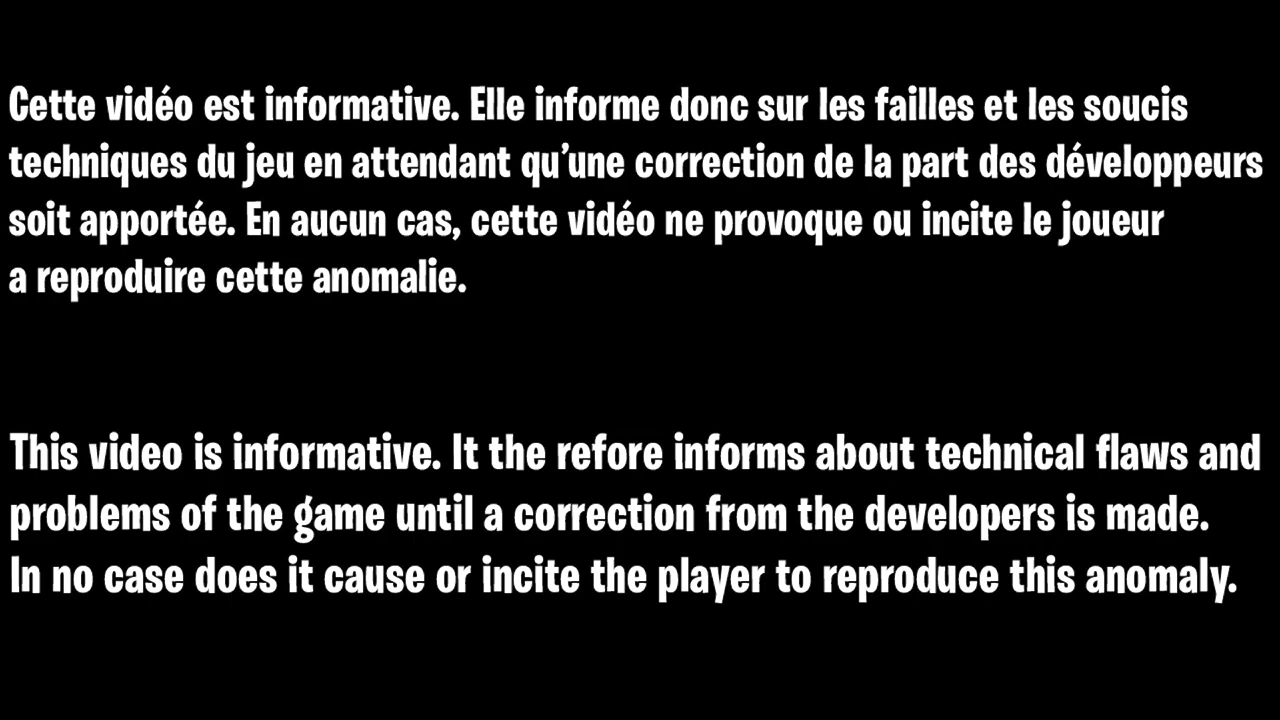 Cette vidéo est informative. Elle informe donc sur les failles et les soucis
techniques du jeu en attendant qu’une correction de la part des développeurs
soit apportée. En aucun cas, cette vidéo ne provoque ou incite le joueur
a reproduire cette anomalie.
This video is informative. It the refore informs about technical flaws and
problems of the game until a correction from the developers is made.
In no case does it cause or incite the player to reproduce this anomaly.